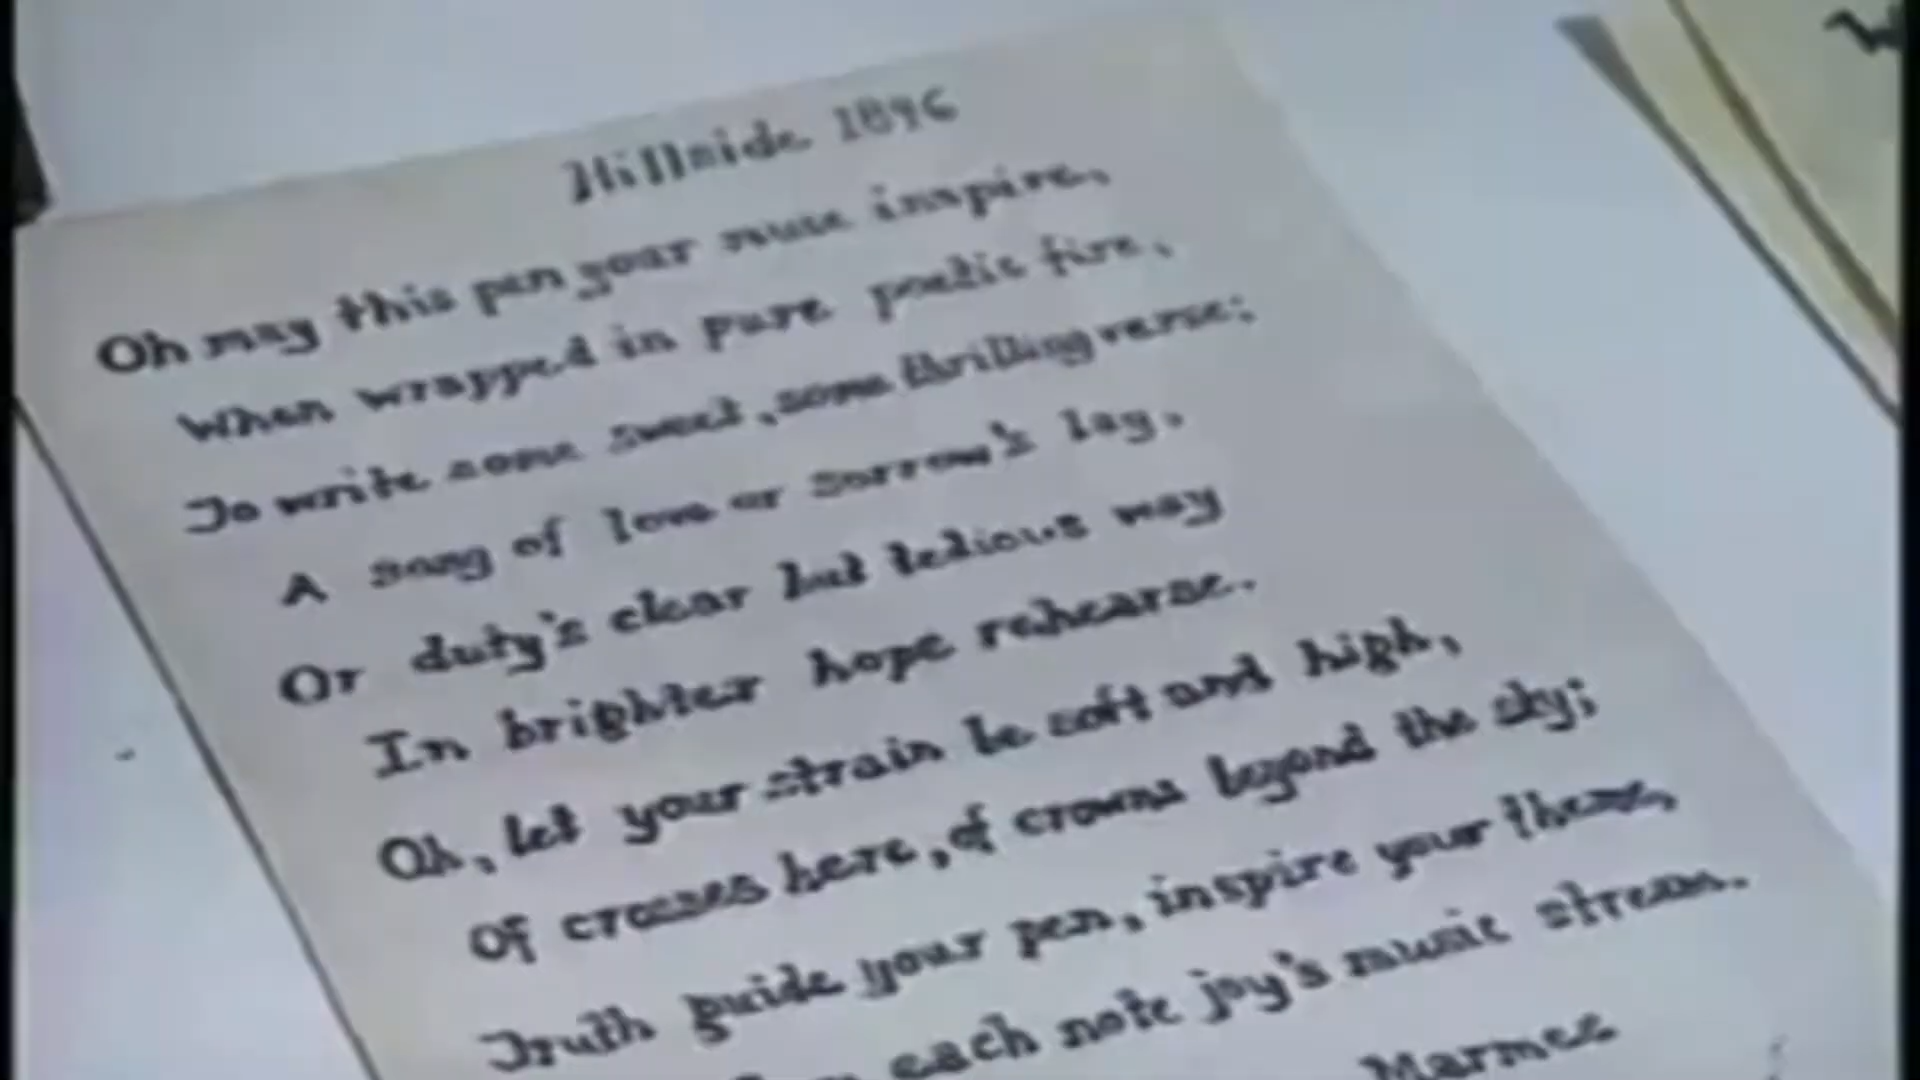 Hillside 1846
Oh may this pen your muse inspire,
When wrapped in pure poetic fire,
To write some sweet, some thrilling verse;
A song of love or sorrow's lay,
Or duty's clear but tedious way
In brighter hope rehearse.
Oh, let your strain be soft and high,
Of crosses here, of crowns beyond the sky;
Truth guide your pen, inspire your theme,
each note joy's music stream.
Marmee